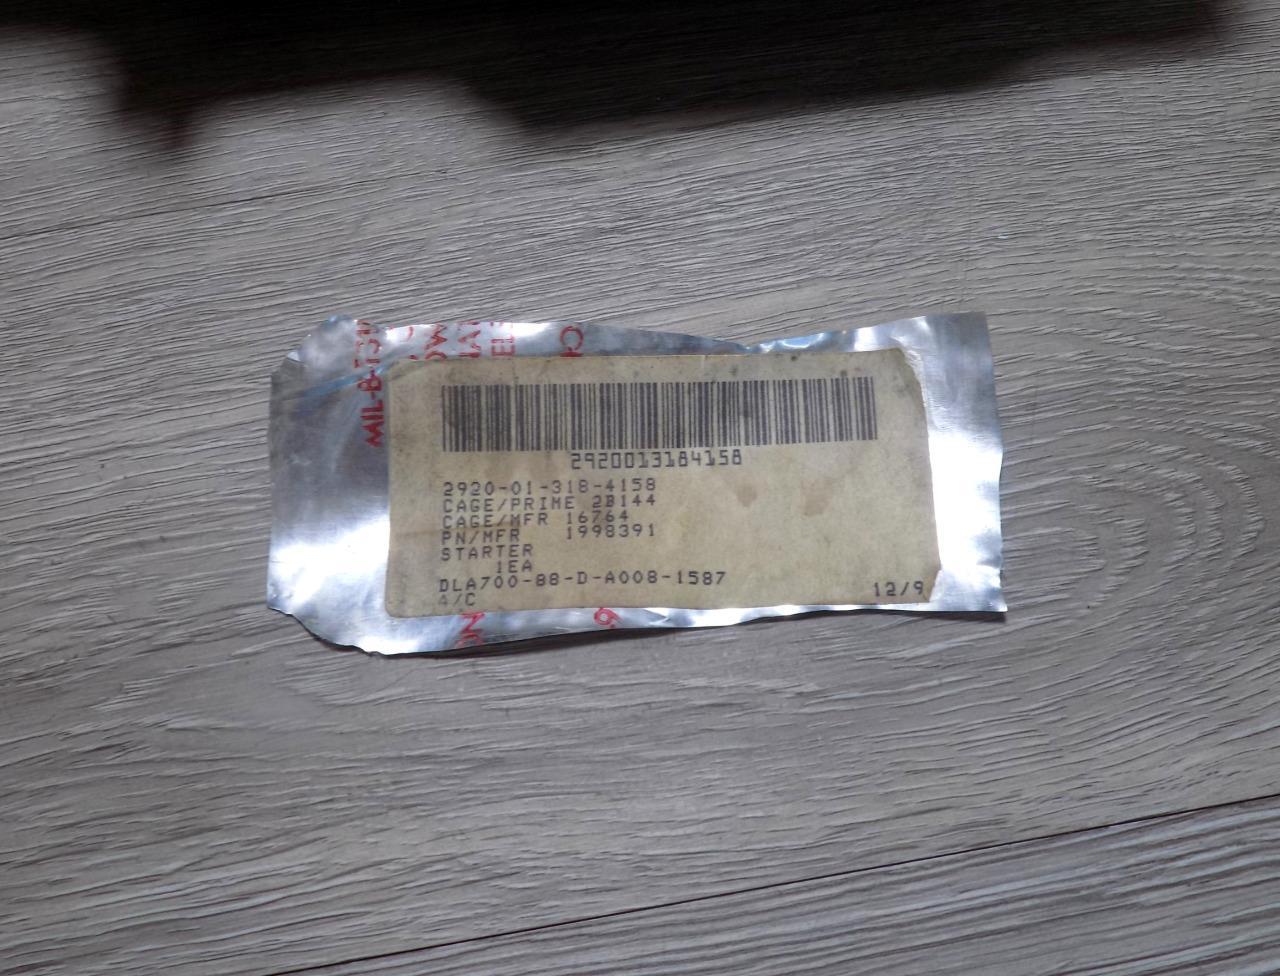 2920013184158
2920-01-318-4158
CAGE/PRIME 2B144
CAGE/MFR 16764
PN/MFR 1998391
STARTER
1EA
DLA700-88-D-A008-1587
A/C 12/9
MIL-B-